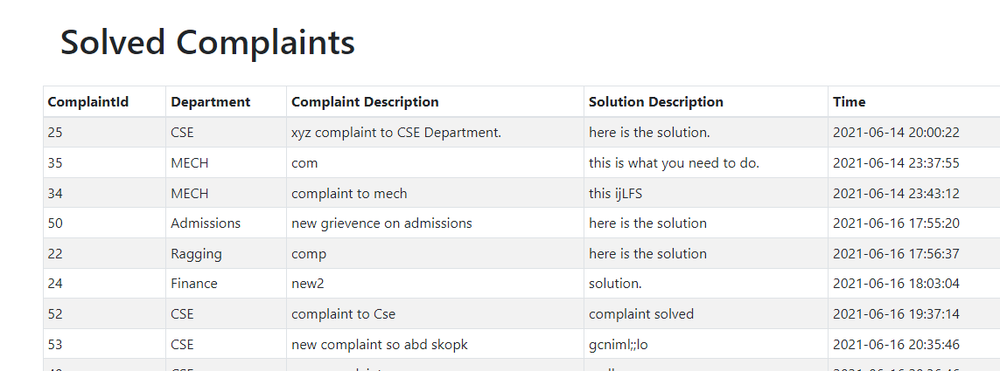 Solved Complaints
ComplaintId Department Complaint Description Solution Description Time
25 CSE xyz complaint to CSE Department. here is the solution. 2021-06-14 20:00:22
35 MECH com this is what you need to do. 2021-06-14 23:37:55
34 MECH complaint to mech this ijLFS 2021-06-14 23:43:12
50 Admissions new grievence on admissions here is the solution 2021-06-16 17:55:20
22 Ragging comp here is the solution 2021-06-16 17:56:37
24 Finance new2 solution. 2021-06-16 18:03:04
52 CSE complaint to Cse complaint solved 2021-06-16 19:37:14
53 CSE new complaint so abd skopk gcniml;;lo 2021-06-16 20:35:46